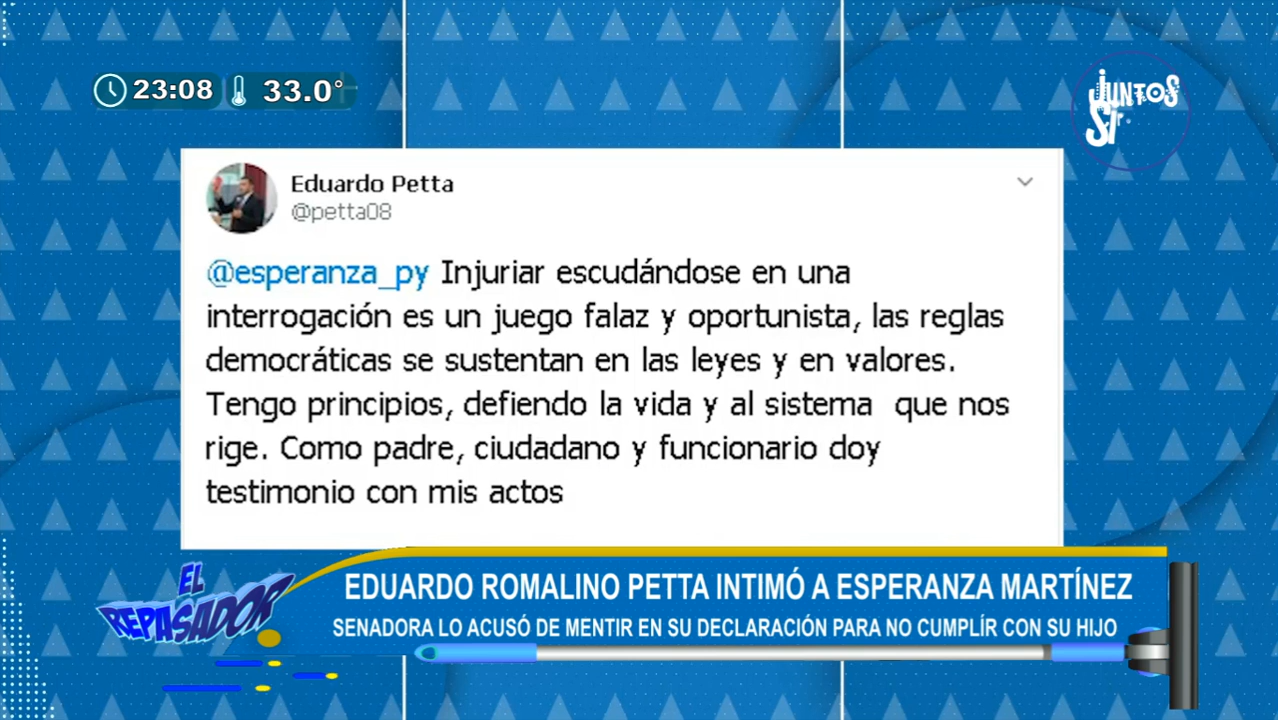 23:08 33.0°
JUNTOS
Eduardo Petta
@petta08
@esperanza_py Injuriar escudándose en una
interrogación es un juego falaz y oportunista, las reglas
democráticas se sustentan en las leyes y en valores.
Tengo principios, defiendo la vida y al sistema que nos
rige. Como padre, ciudadano y funcionario doy
testimonio con mis actos
EL
REPASADOR
EDUARDO ROMALINO PETTA INTIMÓ A ESPERANZA MARTÍNEZ
SENADORA LO ACUSÓ DE MENTIR EN SU DECLARACIÓN PARA NO CUMPLÍR CON SU HIJO